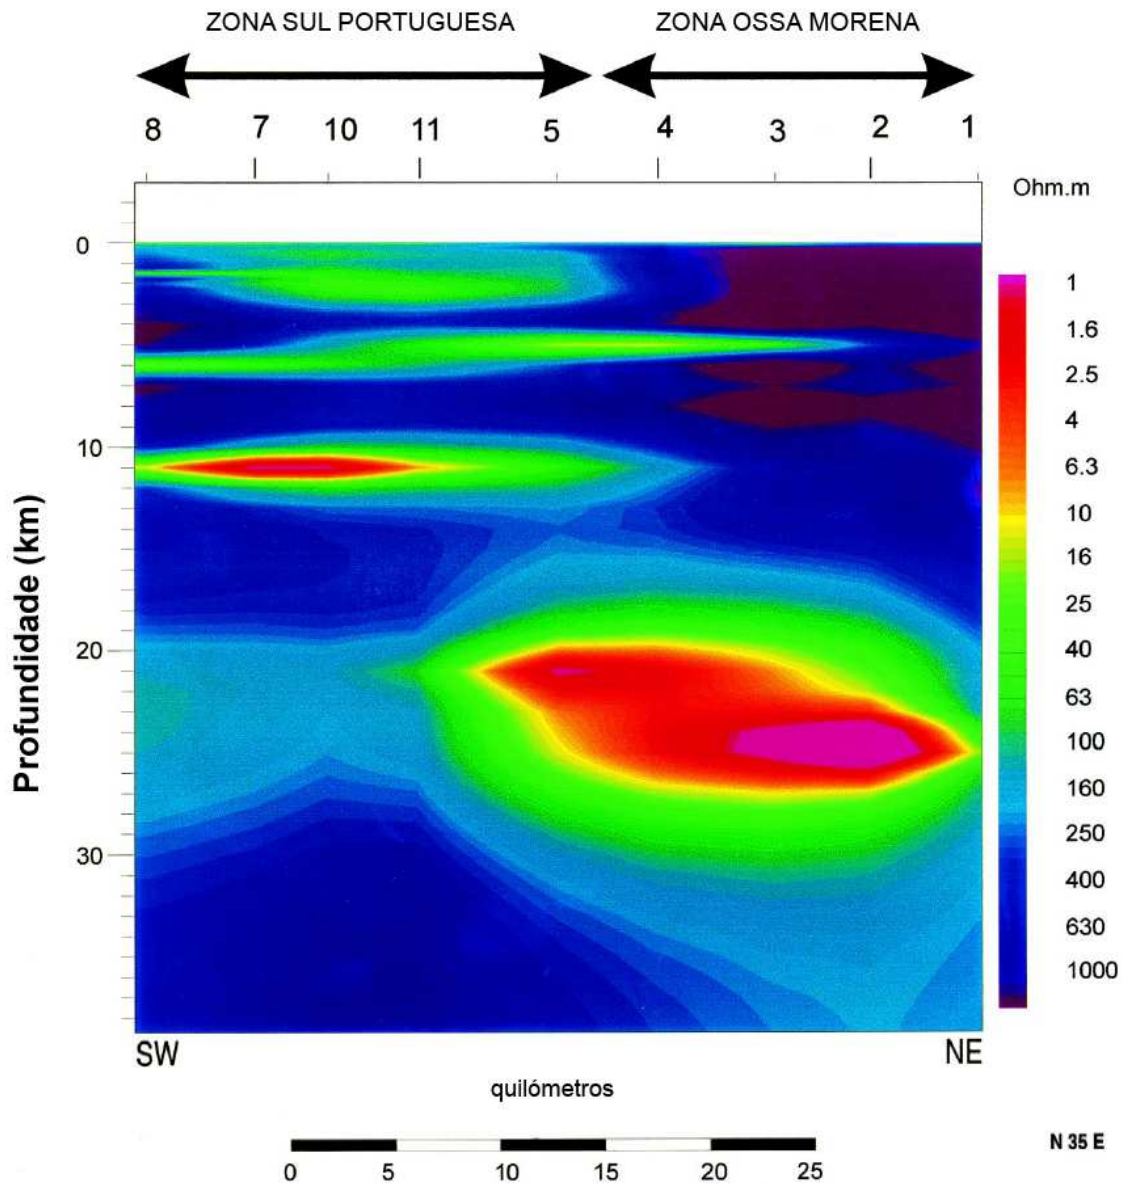 ZONA SUL PORTUGUESA ZONA OSSA MORENA
8 7 10 11 5 4 3 2 1
Ohm.m
0
10
20
30
Profundidade (km)
1
1.6
2.5
4
6.3
10
16
25
40
63
100
160
250
400
630
1000
SW NE
quilómetros
0 5 10 15 20 25
N 35 E